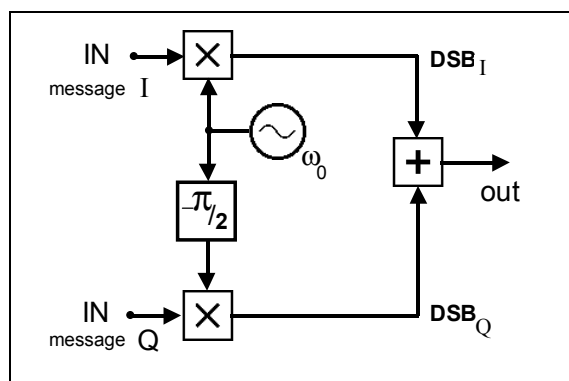 IN
message I
×
DSB_I
ω_0
+
out
-π/2
IN
message Q
×
DSB_Q